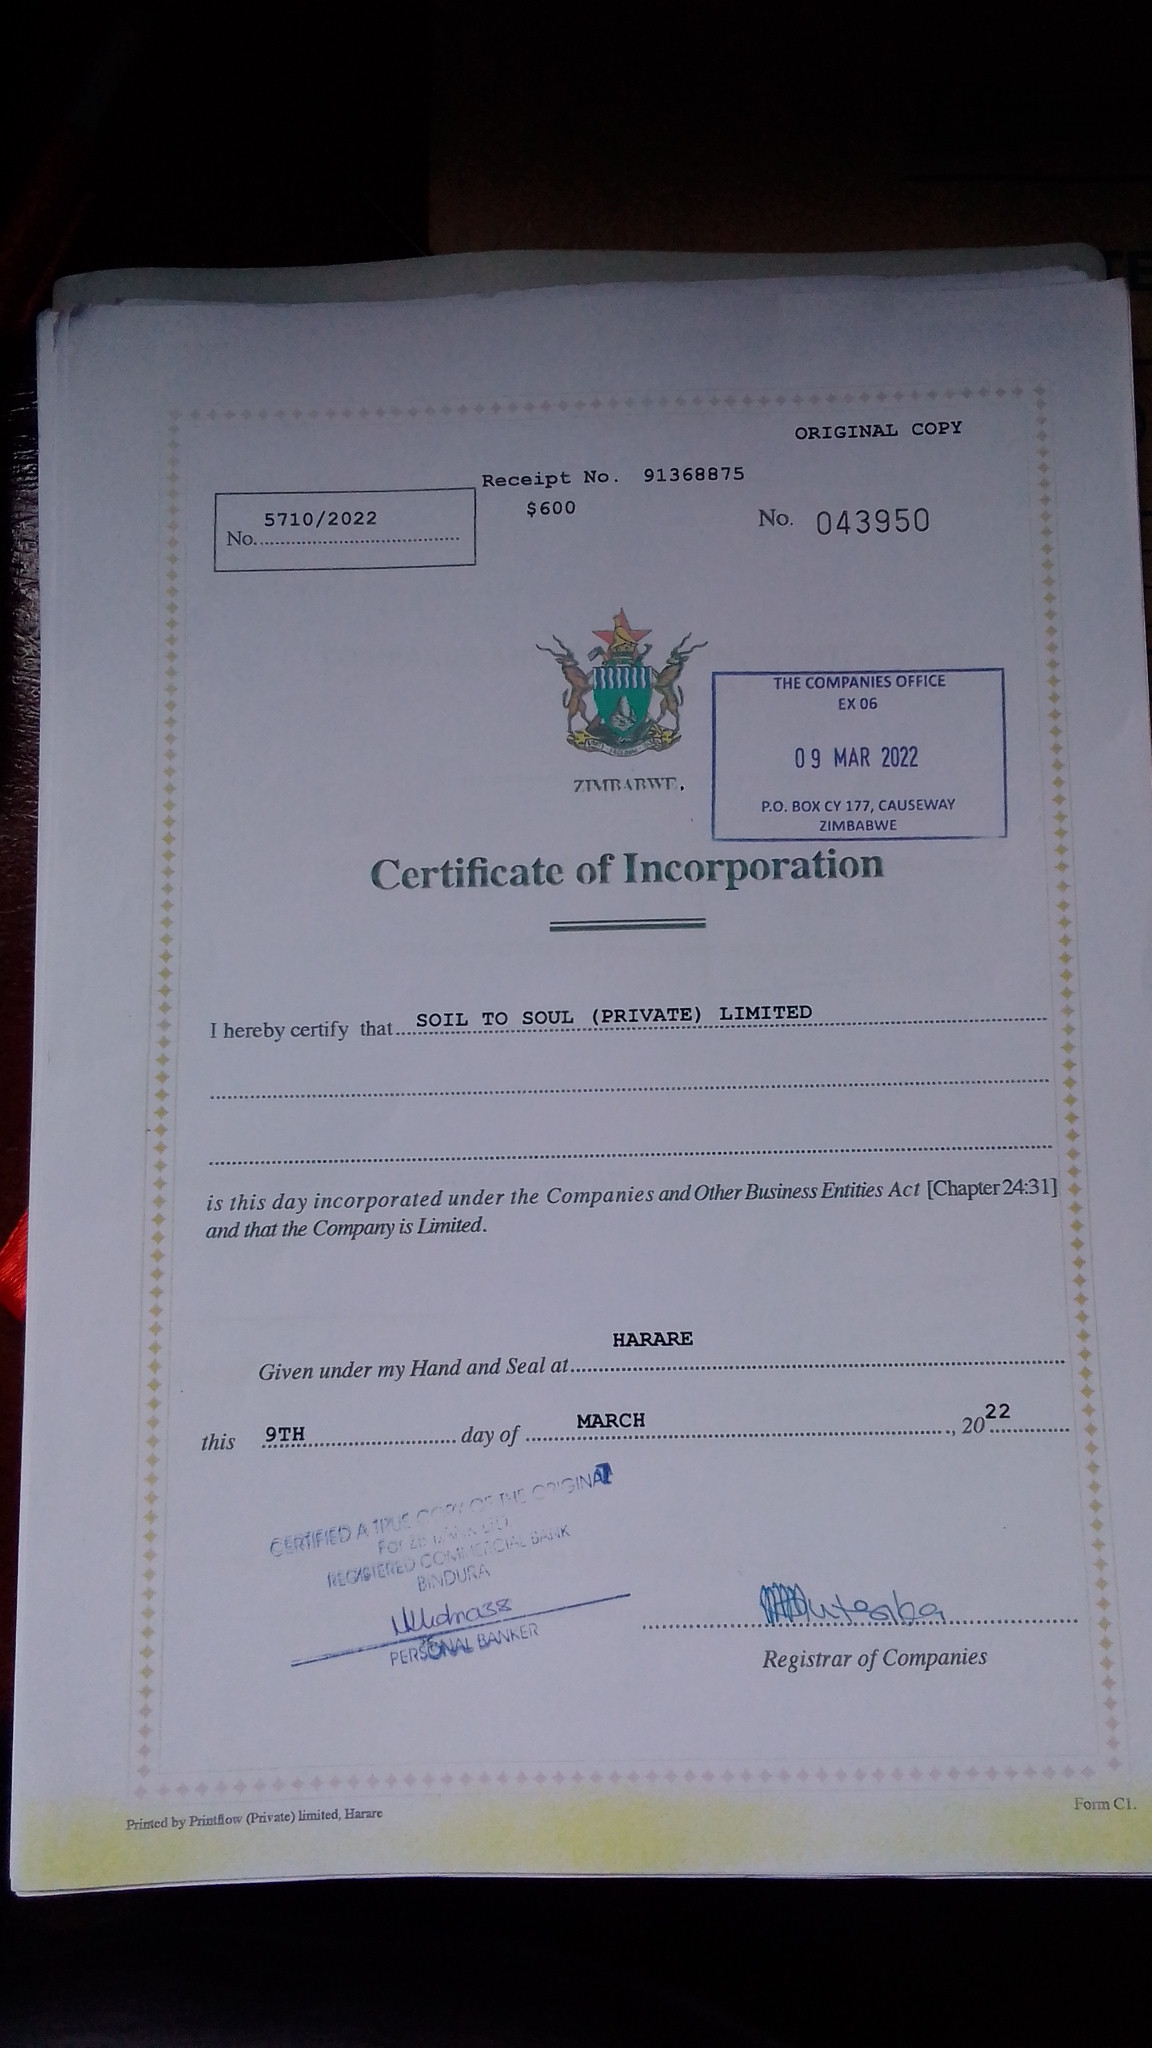 ORIGINAL COPY
Receipt No. 91368875
$600
5710/2022
No.
No. 043950
ZIMBABWE.
THE COMPANIES OFFICE
EX 06
09 MAR 2022
P.O. BOX CY 177, CAUSEWAY
ZIMBABWE
Certificate of Incorporation
I hereby certify that SOIL TO SOUL (PRIVATE) LIMITED
is this day incorporated under the Companies and Other Business Entities Act [Chapter 24:31]
and that the Company is Limited.
HARARE
Given under my Hand and Seal at
this 9TH day of MARCH, 2022
CERTIFIED A TRUE COPY OF THE ORIGINAL
REGISTERED COMMERCIAL BANK
BINDURA
PERSONAL BANKER
Registrar of Companies
Printed by Printflow (Private) limited, Harare
Form C1.